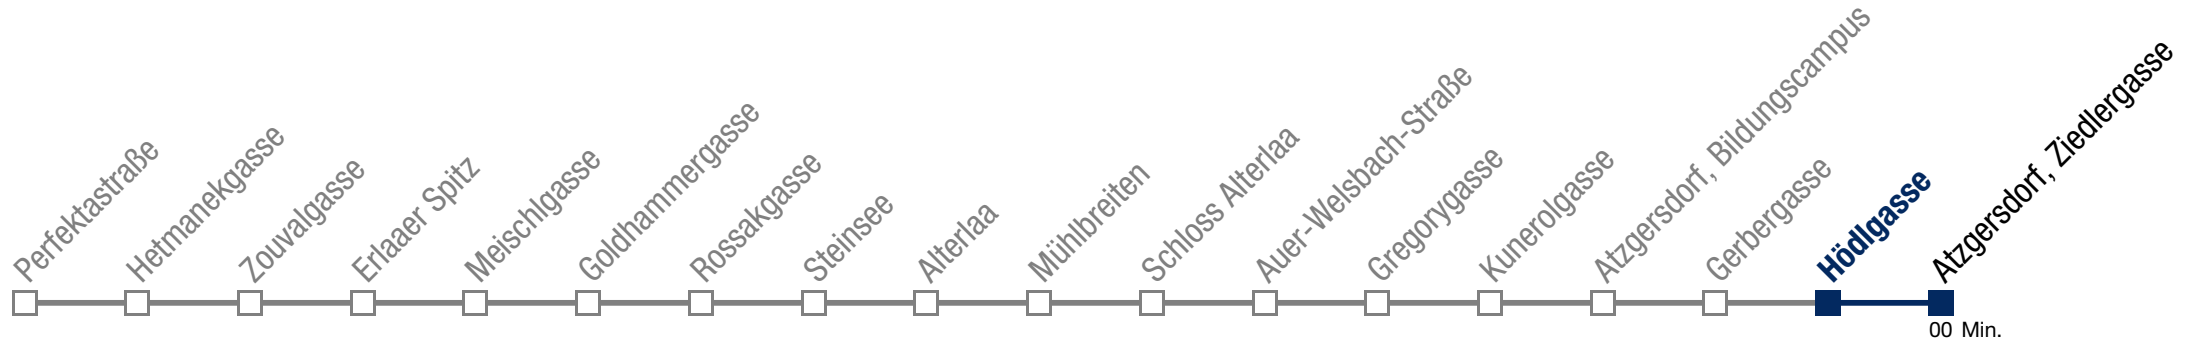 Perfektastraße
Hetmanekgasse
Zouvalgasse
Erlaaer Spitz
Meischlgasse
Goldhammergasse
Rossakgasse
Steinsee
Alterlaa
Mühlbreiten
Schloss Alterlaa
Auer-Welsbach-Straße
Gregorygasse
Kunerolgasse
Atzgersdorf, Bildungscampus
Gerbergasse
Hödlgasse
Atzgersdorf, Ziedlergasse
00 Min.